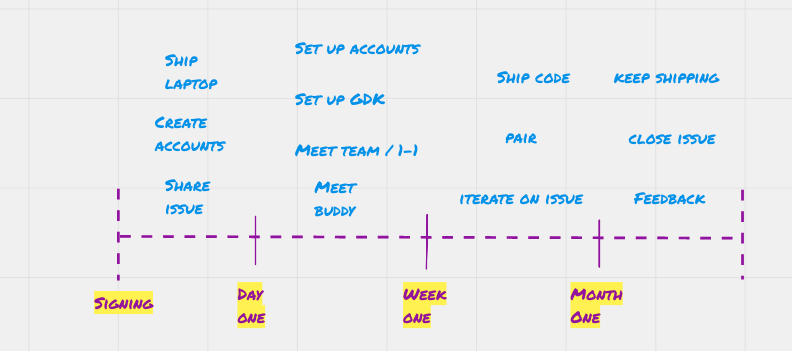 Ship
laptop
Create
accounts
Share
issue
Set up accounts
Set up GDK
Meet team / 1-1
Meet
buddy
Ship code
pair
iterate on issue
keep shipping
close issue
Feedback
Signing
Day
one
Week
one
Month
One